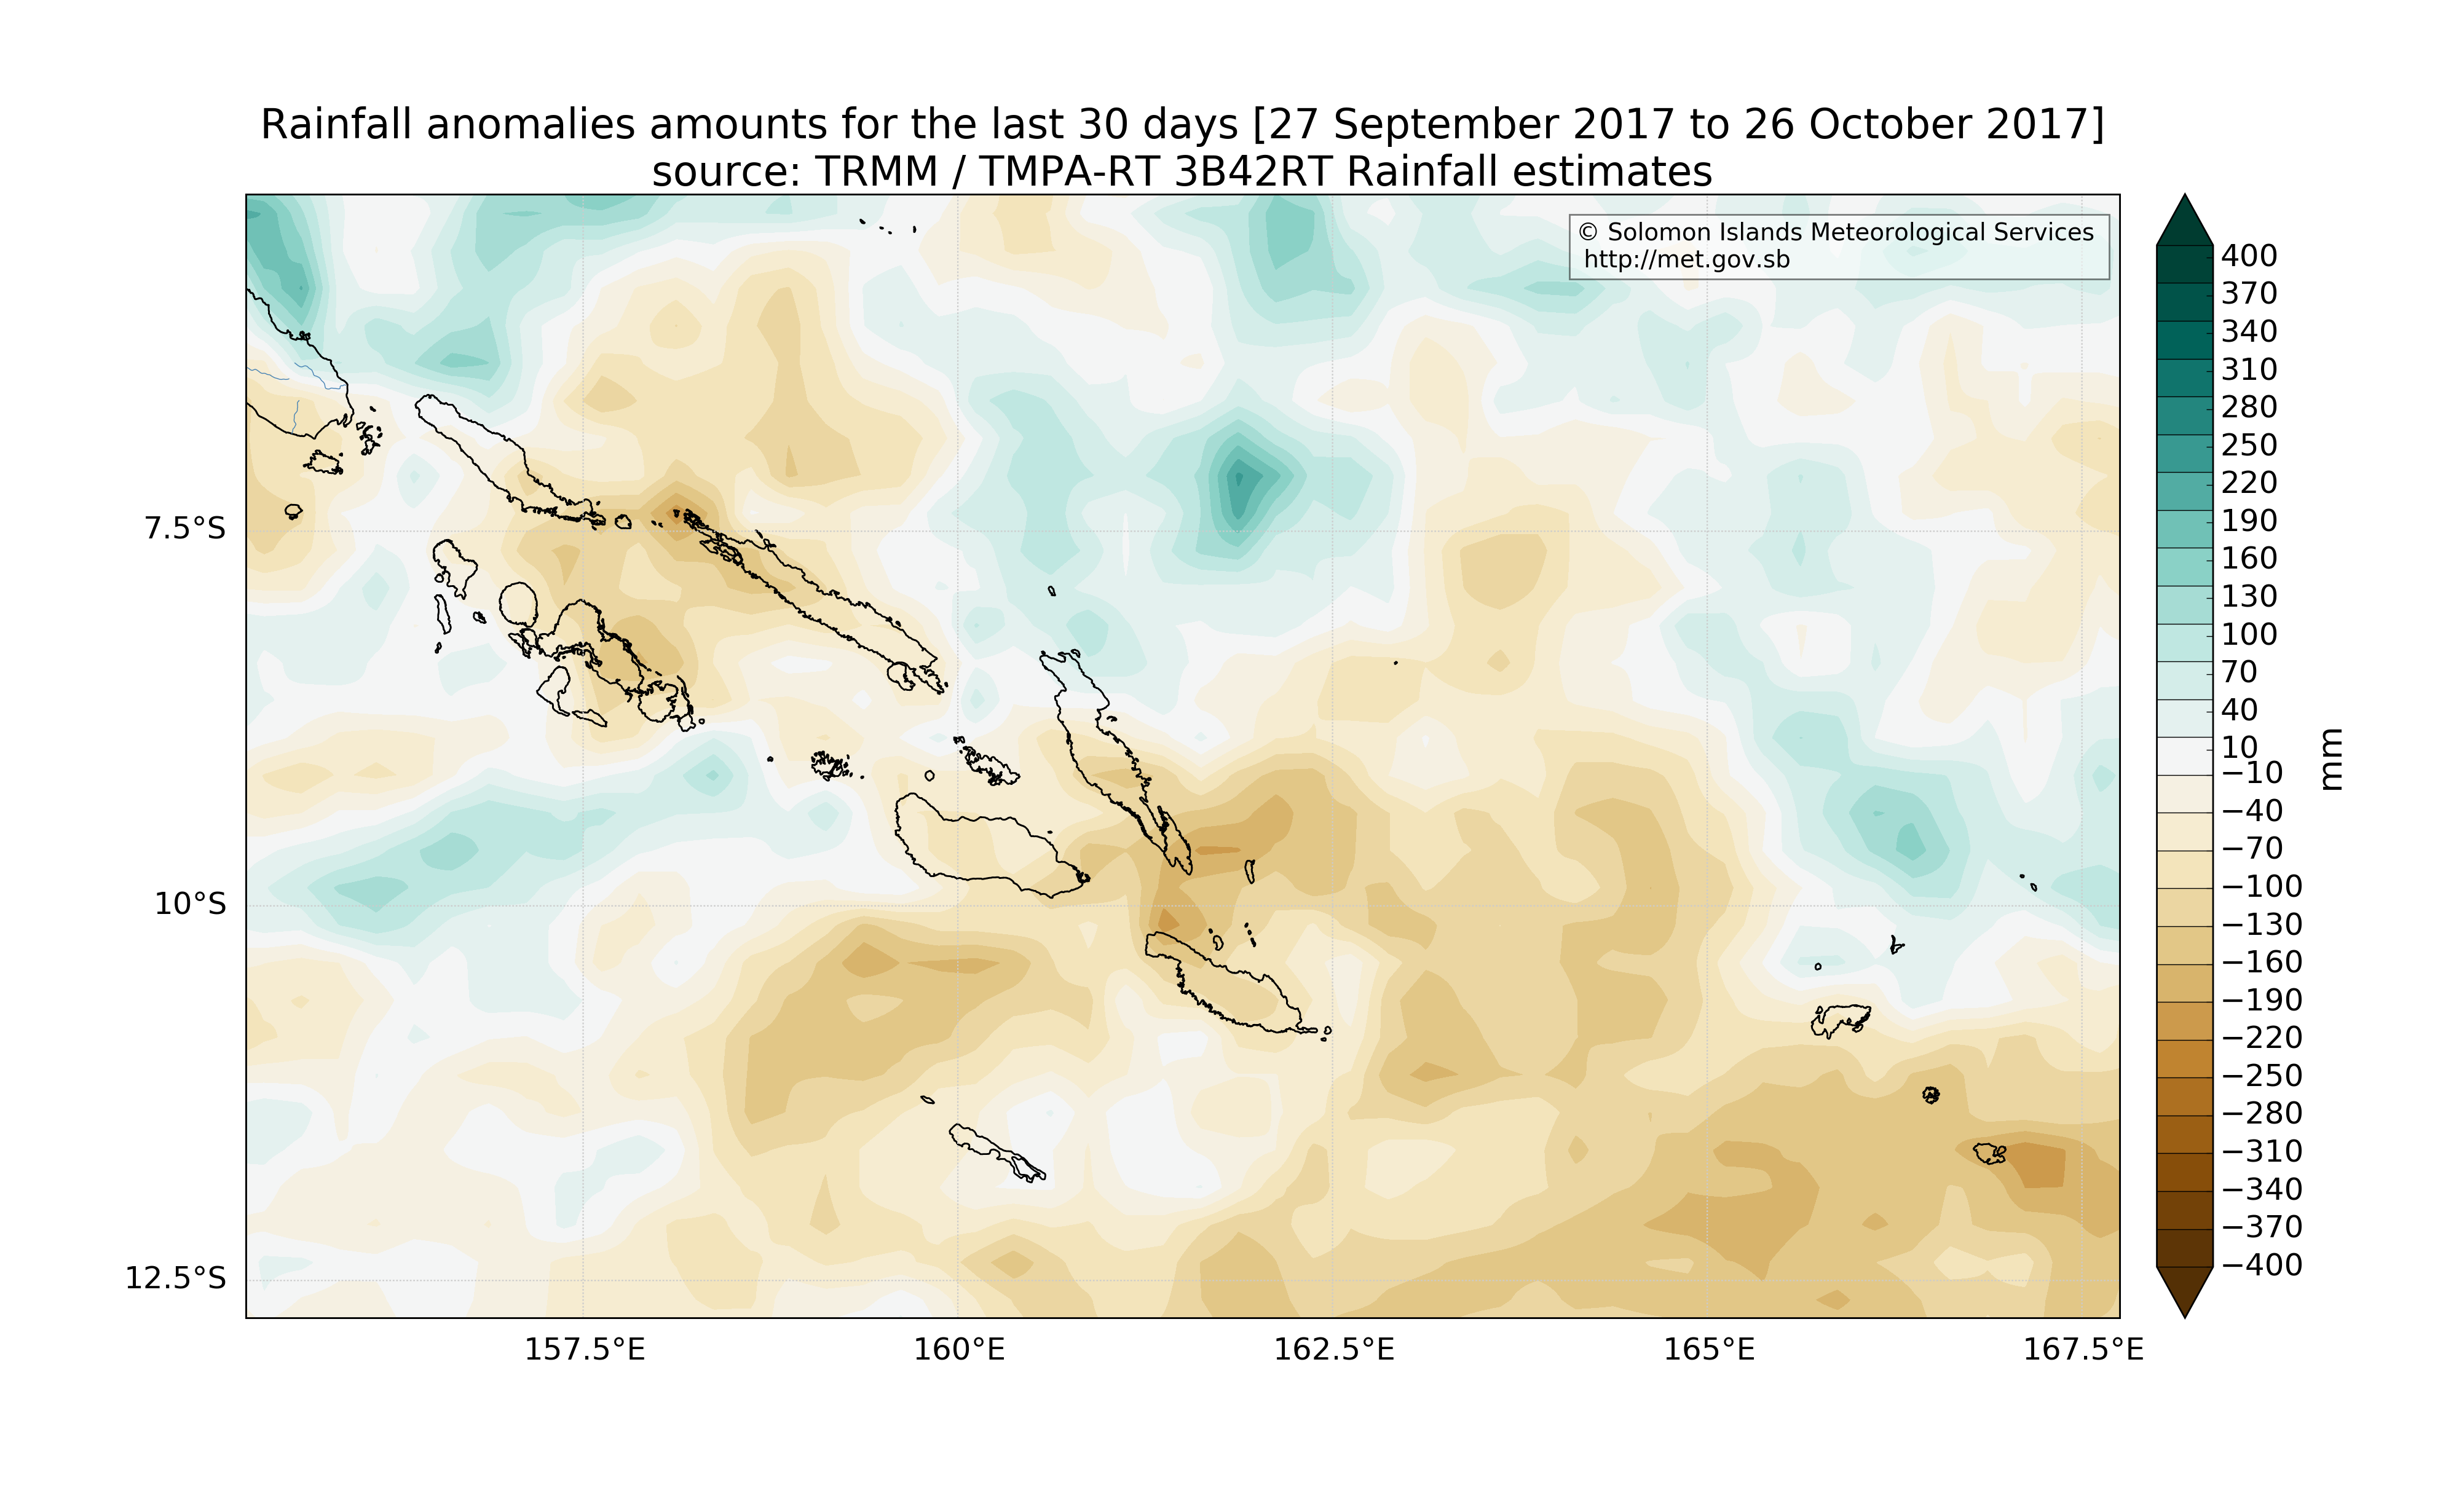 Rainfall anomalies amounts for the last 30 days [27 September 2017 to 26 October 2017]
source: TRMM / TMPA-RT 3B42RT Rainfall estimates
© Solomon Islands Meteorological Services
http://met.gov.sb
7.5°S
10°S
12.5°S
157.5°E
160°E
162.5°E
165°E
167.5°E
400
370
340
310
280
250
220
190
160
130
100
70
40
10
−10
−40
−70
−100
−130
−160
−190
−220
−250
−280
−310
−340
−370
−400
mm